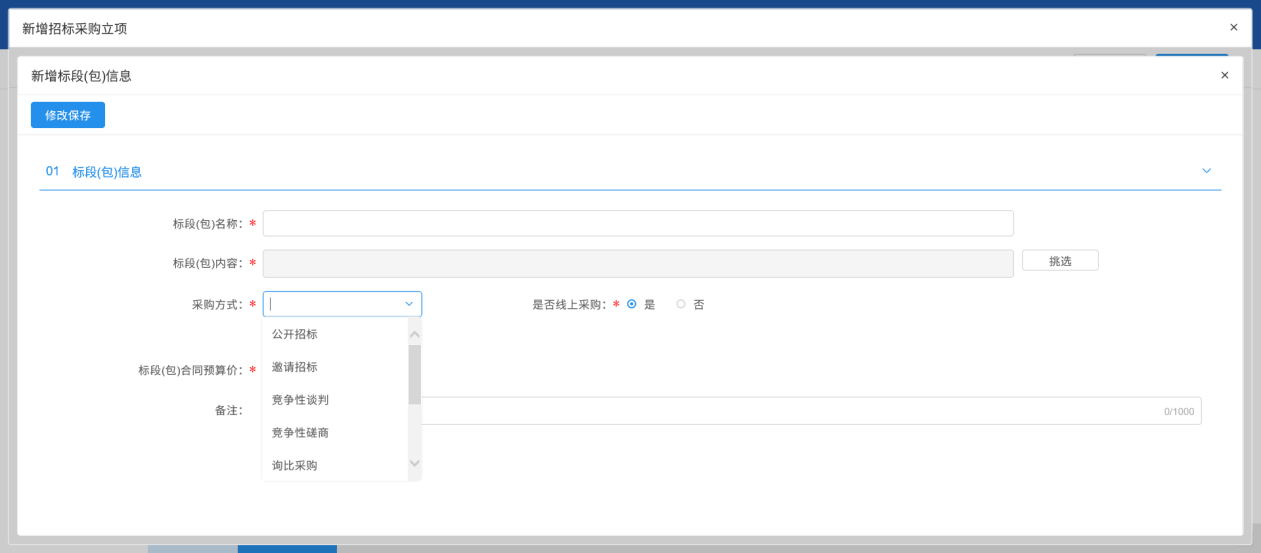 新增招标采购立项
×
新增标段(包)信息
×
修改保存
01 标段(包)信息
标段(包)名称：*
标段(包)内容：* 挑选
采购方式：* 是否线上采购：* 是 否
公开招标
邀请招标
标段(包)合同预算价：*
竞争性谈判
备注： 0/1000
竞争性磋商
询比采购